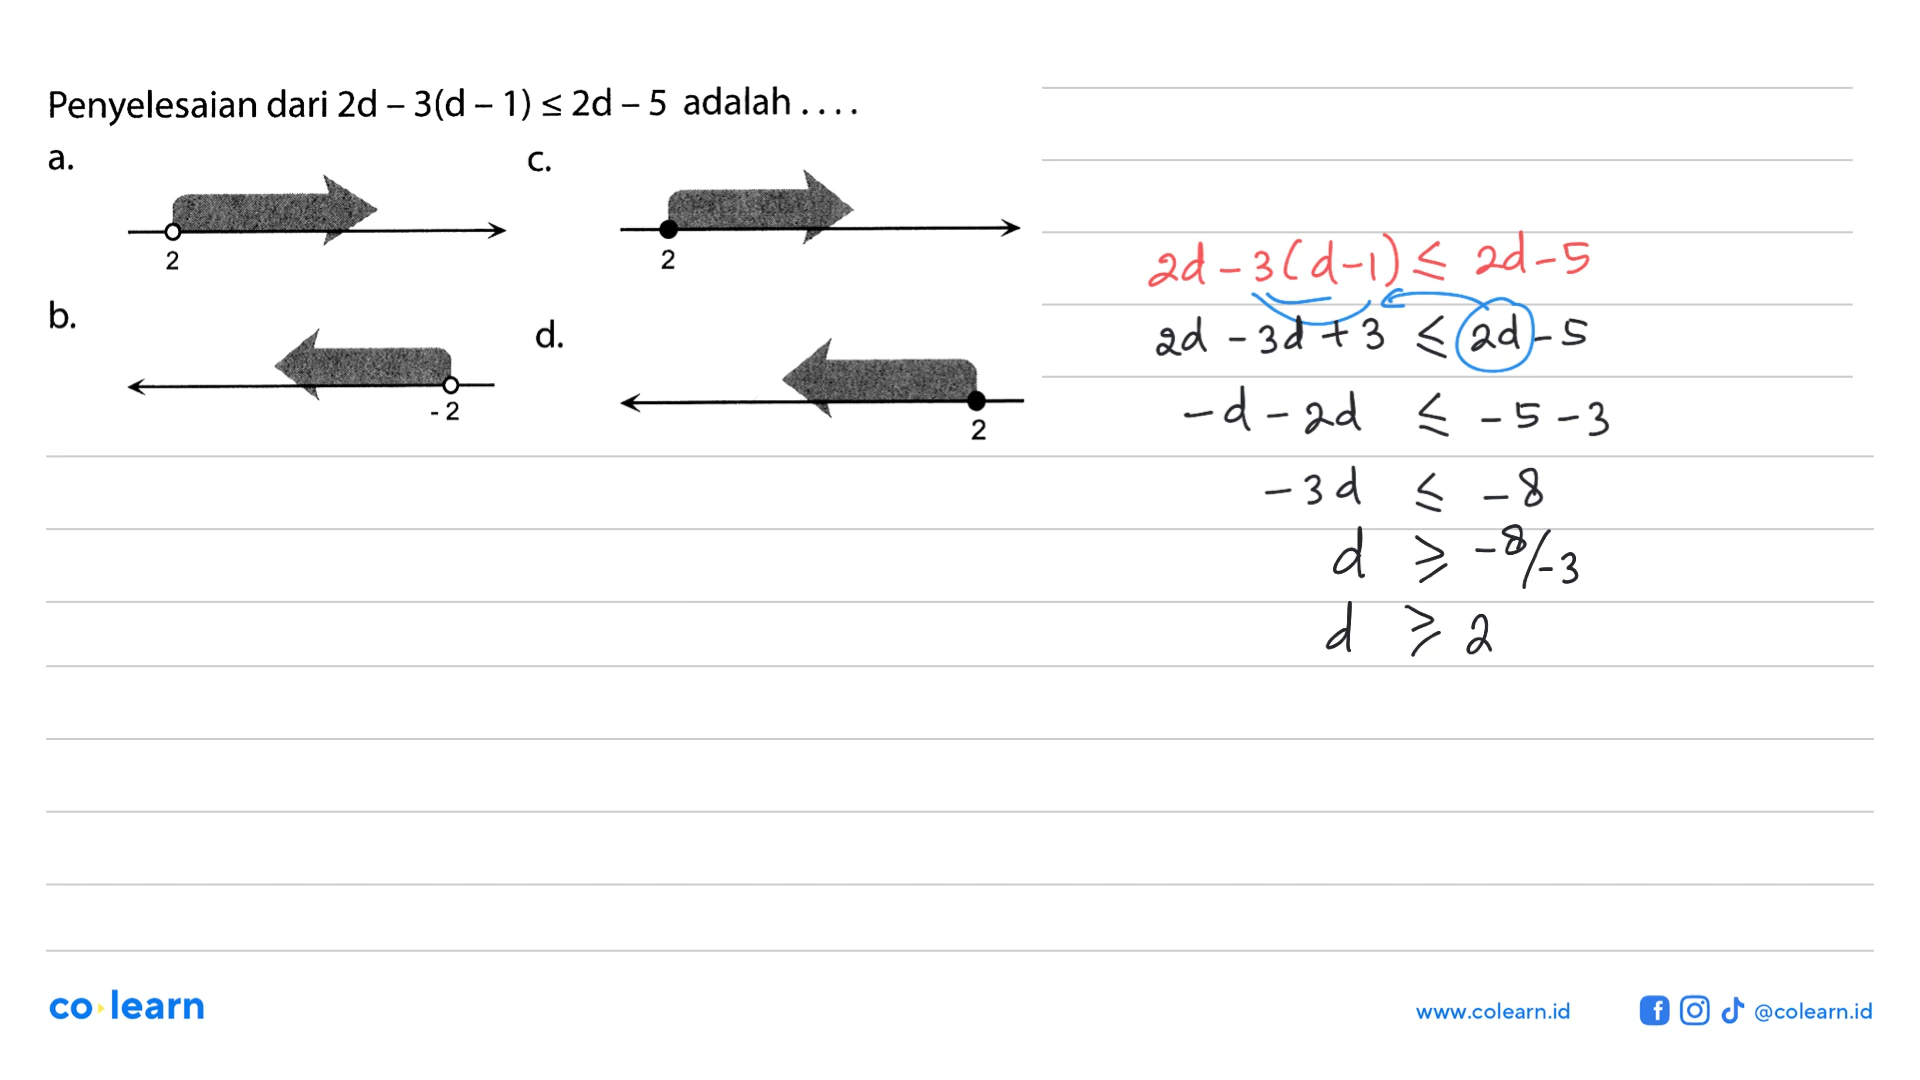 Penyelesaian dari 2d – 3(d – 1) ≤ 2d – 5 adalah . . . .
a.
2
c.
2
b.
- 2
d.
2
2d - 3(d-1) ≤ 2d - 5
2d - 3d + 3 ≤ 2d - 5
-d - 2d ≤ -5 - 3
-3d ≤ -8
d ≥ -8/-3
d ≥ 2
co learn
www.colearn.id
@colearn.id